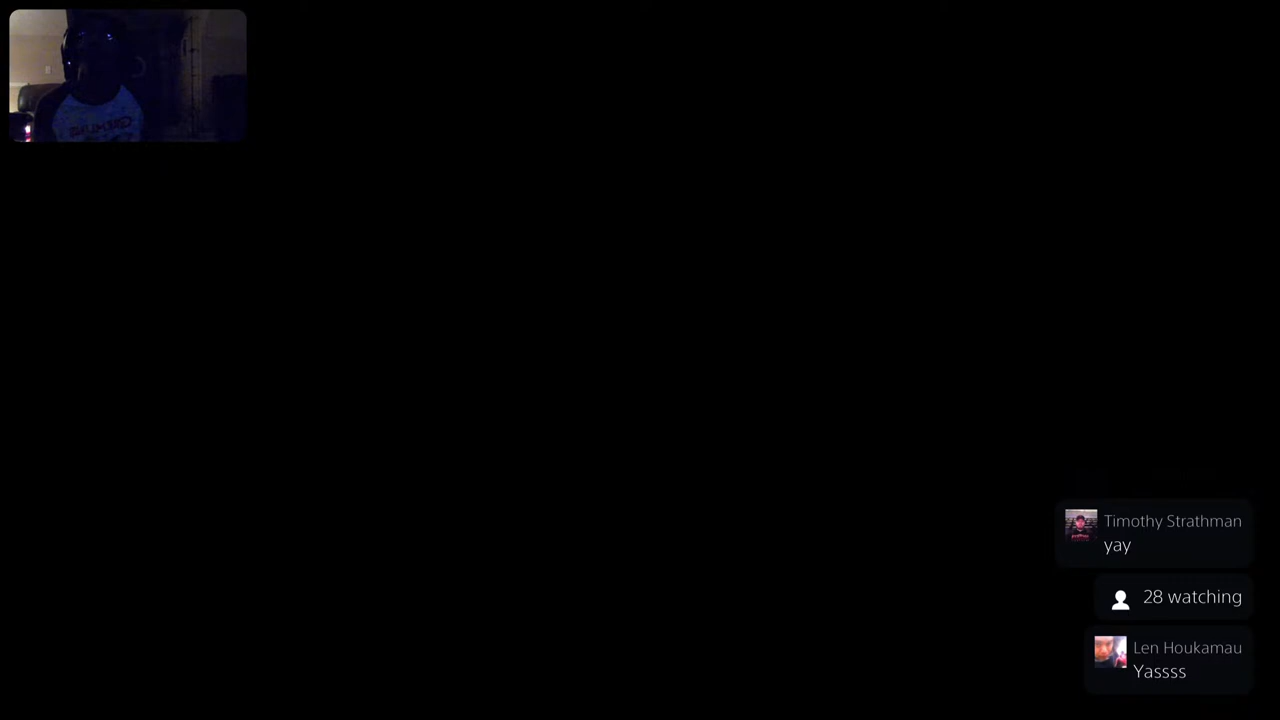 Timothy Strathman
yay
28 watching
Len Houkamau
Yassss